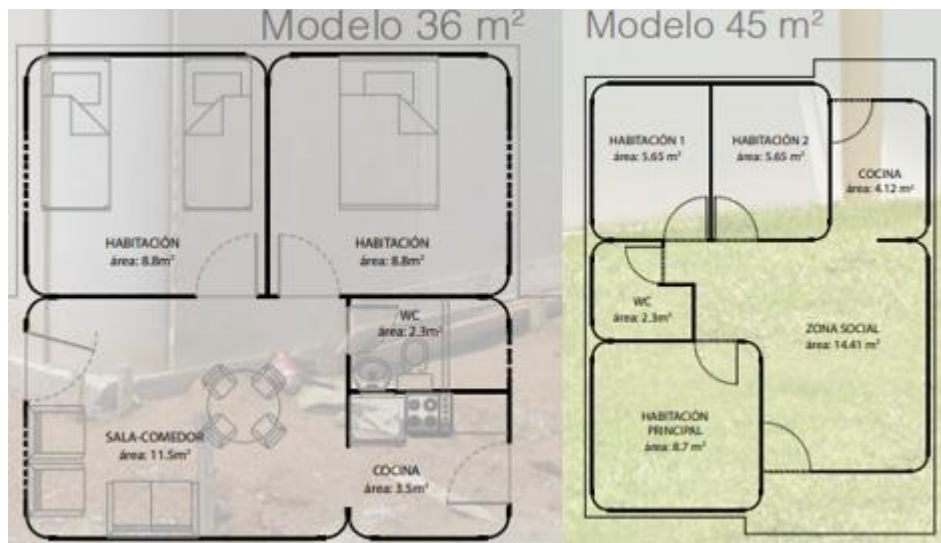 Modelo 36 m²
HABITACIÓN
área: 8.8m²
HABITACIÓN
área: 8.8m²
WC
área: 2.3m²
SALA-COMEDOR
área: 11.5m²
COCINA
área: 3.5m²
Modelo 45 m²
HABITACIÓN 1
área: 5.65 m²
HABITACIÓN 2
área: 5.65 m²
COCINA
área: 4.12 m²
WC
área: 2.3m²
ZONA SOCIAL
área: 14.41 m²
HABITACIÓN
PRINCIPAL
área: 8.7 m²